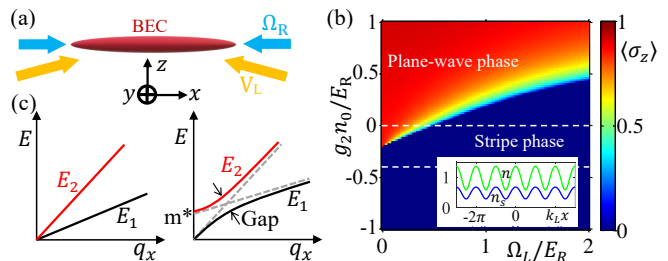 (a)
BEC
Ω_R
V_L
z
y
x
(c)
E
E_2
E_1
q_x
E
E_2
m*
Gap
E_1
q_x
(b)
g_2n_0/E_R
1
0.5
0
-0.5
-1
Plane-wave phase
Stripe phase
1
0
n
n_s
-2π
0
k_Lx
0
1
2
Ω_L/E_R
1
0.5
0
⟨σ_z⟩